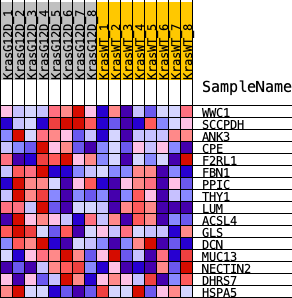 KrasG12D_1
KrasG12D_2
KrasG12D_3
KrasG12D_4
KrasG12D_5
KrasG12D_6
KrasG12D_7
KrasG12D_8
KrasWT_1
KrasWT_2
KrasWT_3
KrasWT_4
KrasWT_5
KrasWT_6
KrasWT_7
KrasWT_8
SampleName
WWC1
SCCPDH
ANK3
CPE
F2RL1
FBN1
PPIC
THY1
LUM
ACSL4
GLS
DCN
MUC13
NECTIN2
DHRS7
HSPA5